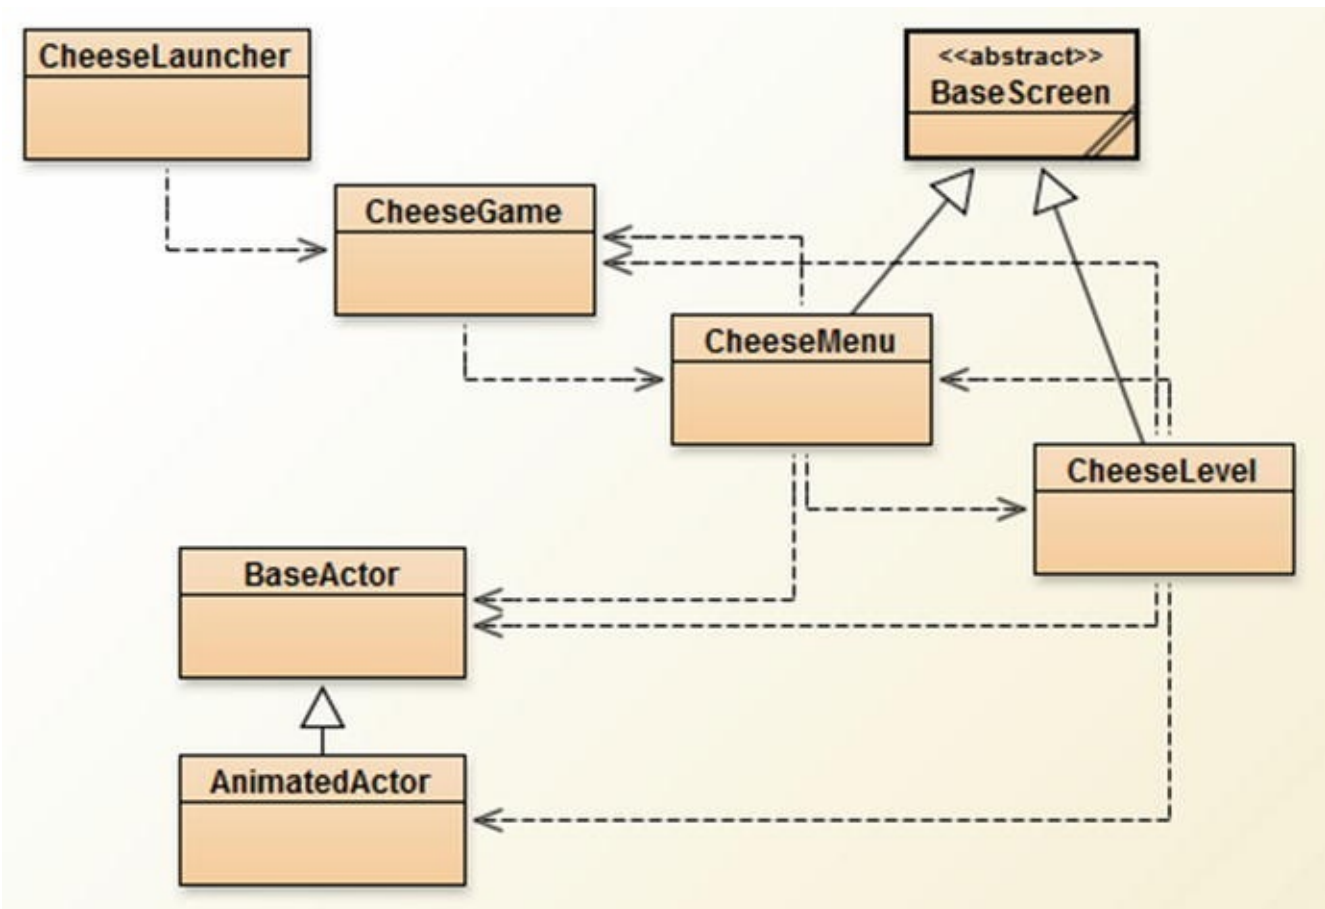 CheeseLauncher
<<abstract>>
BaseScreen
CheeseGame
CheeseMenu
CheeseLevel
BaseActor
AnimatedActor